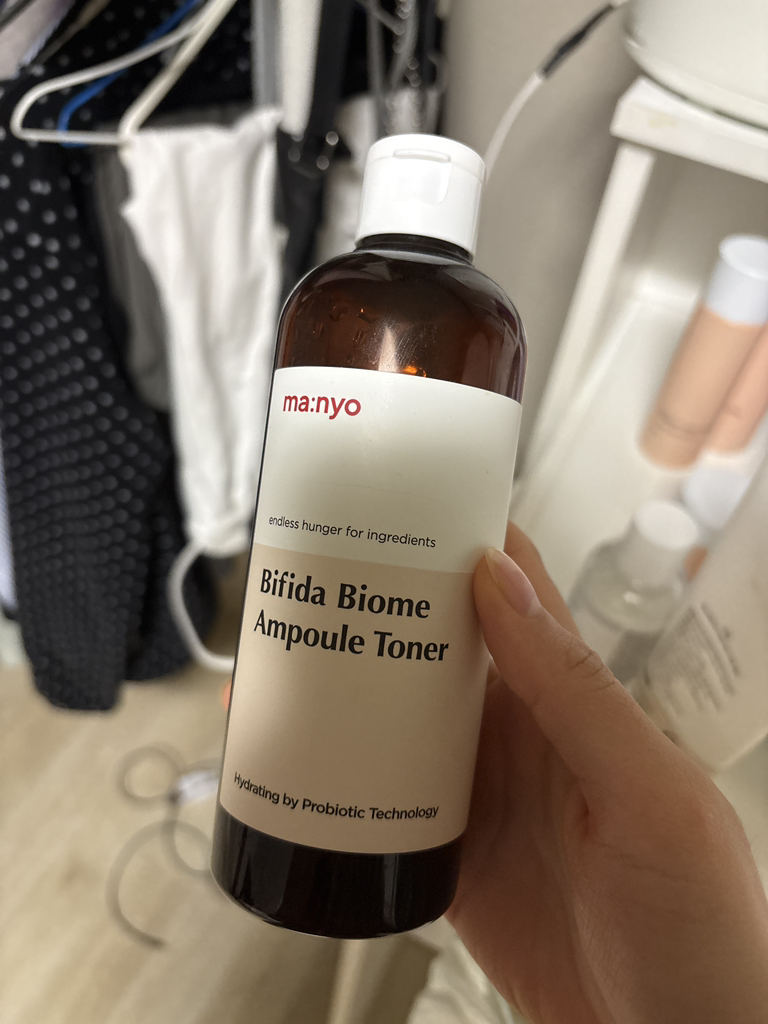 ma:nyo
endless hunger for ingredients
Bifida Biome
Ampoule Toner
Hydrating by Probiotic Technology